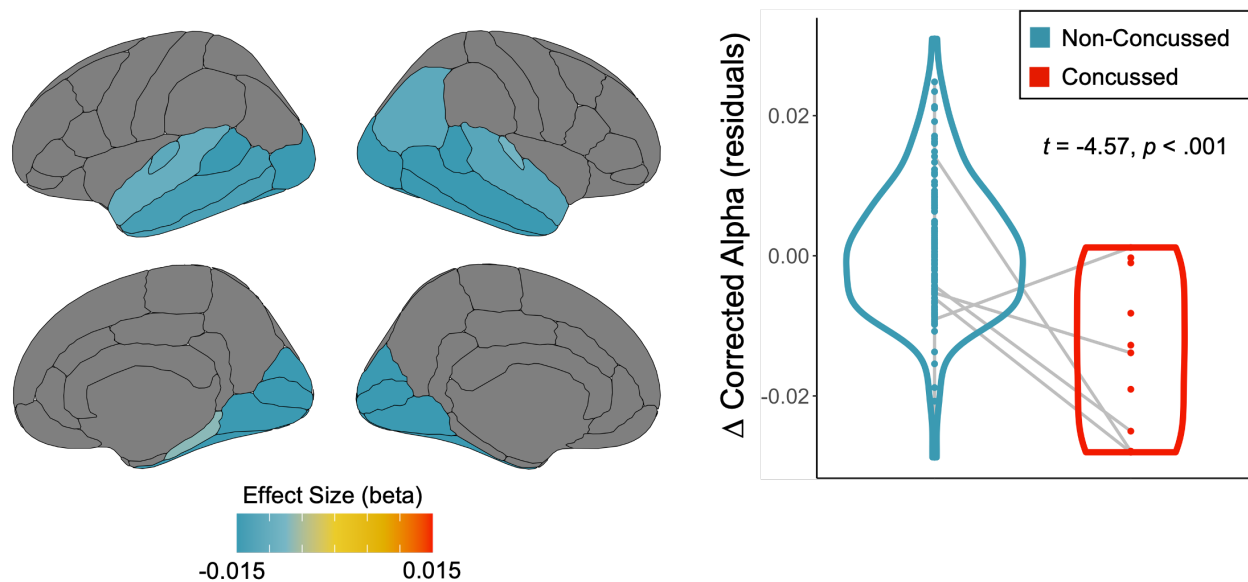 Effect Size (beta)
-0.015
0.015
Δ Corrected Alpha (residuals)
0.02
0.00
-0.02
Non-Concussed
Concussed
t = -4.57, p < .001